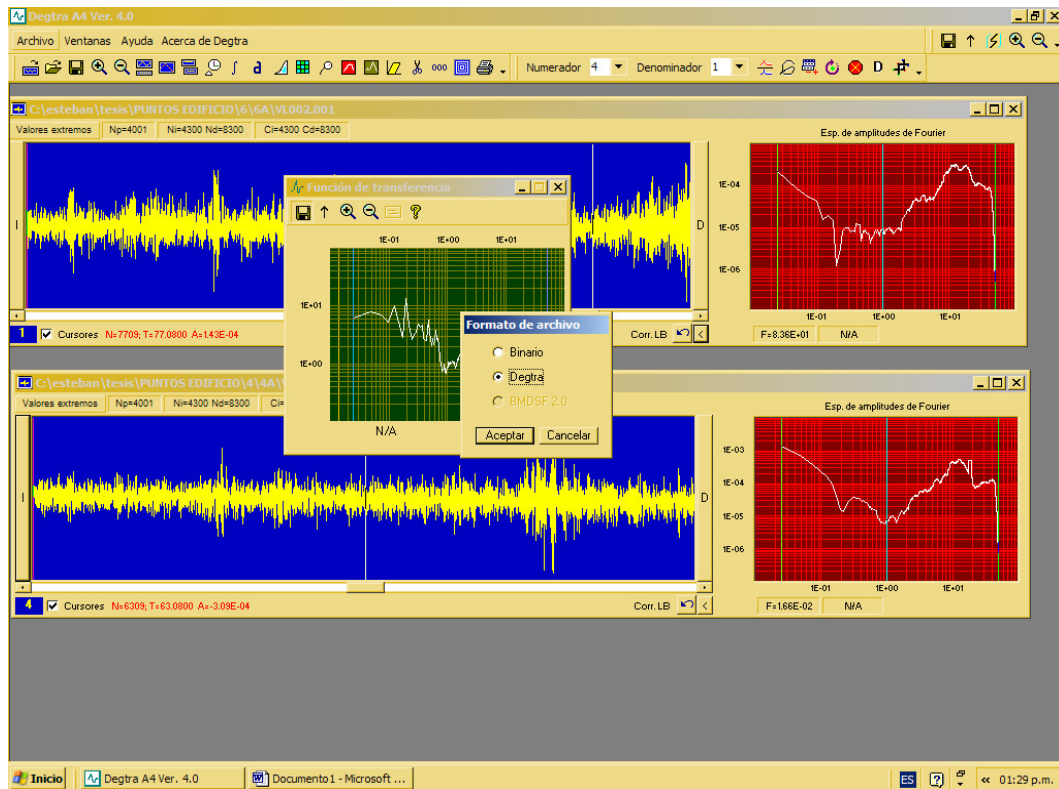 Degtra A4 Ver. 4.0
Archivo Ventanas Ayuda Acerca de Degtra
Numerador 4 Denominador 1 D
C:\esteban\tesis\PUNTOS EDIFICIO\6\6A\VL002.001
Valores extremos Np=4001 Ni=4300 Nd=8300 Ci=4300 Cd=8300
Esp. de amplitudes de Fourier
I
D
1E-04
1E-05
1E-06
1E-01 1E+00 1E+01
1 Cursores N=7709; T=77.0800 A=1.43E-04
Corr. LB <
F=8.36E+01 N/A
Función de transferencia
1E-01 1E+00 1E+01
1E+01
1E+00
N/A
Formato de archivo
Binario
Degtra
BMDSF 2.0
Aceptar Cancelar
C:\esteban\tesis\PUNTOS EDIFICIO\4\4A\
Valores extremos Np=4001 Ni=4300 Nd=8300
Esp. de amplitudes de Fourier
I
D
1E-03
1E-04
1E-05
1E-06
1E-01 1E+00 1E+01
4 Cursores N=6309; T=63.0800 A=-3.09E-04
Corr. LB <
F=1.66E-02 N/A
Inicio Degtra A4 Ver. 4.0 Documento1 - Microsoft ... ES « 01:29 p.m.